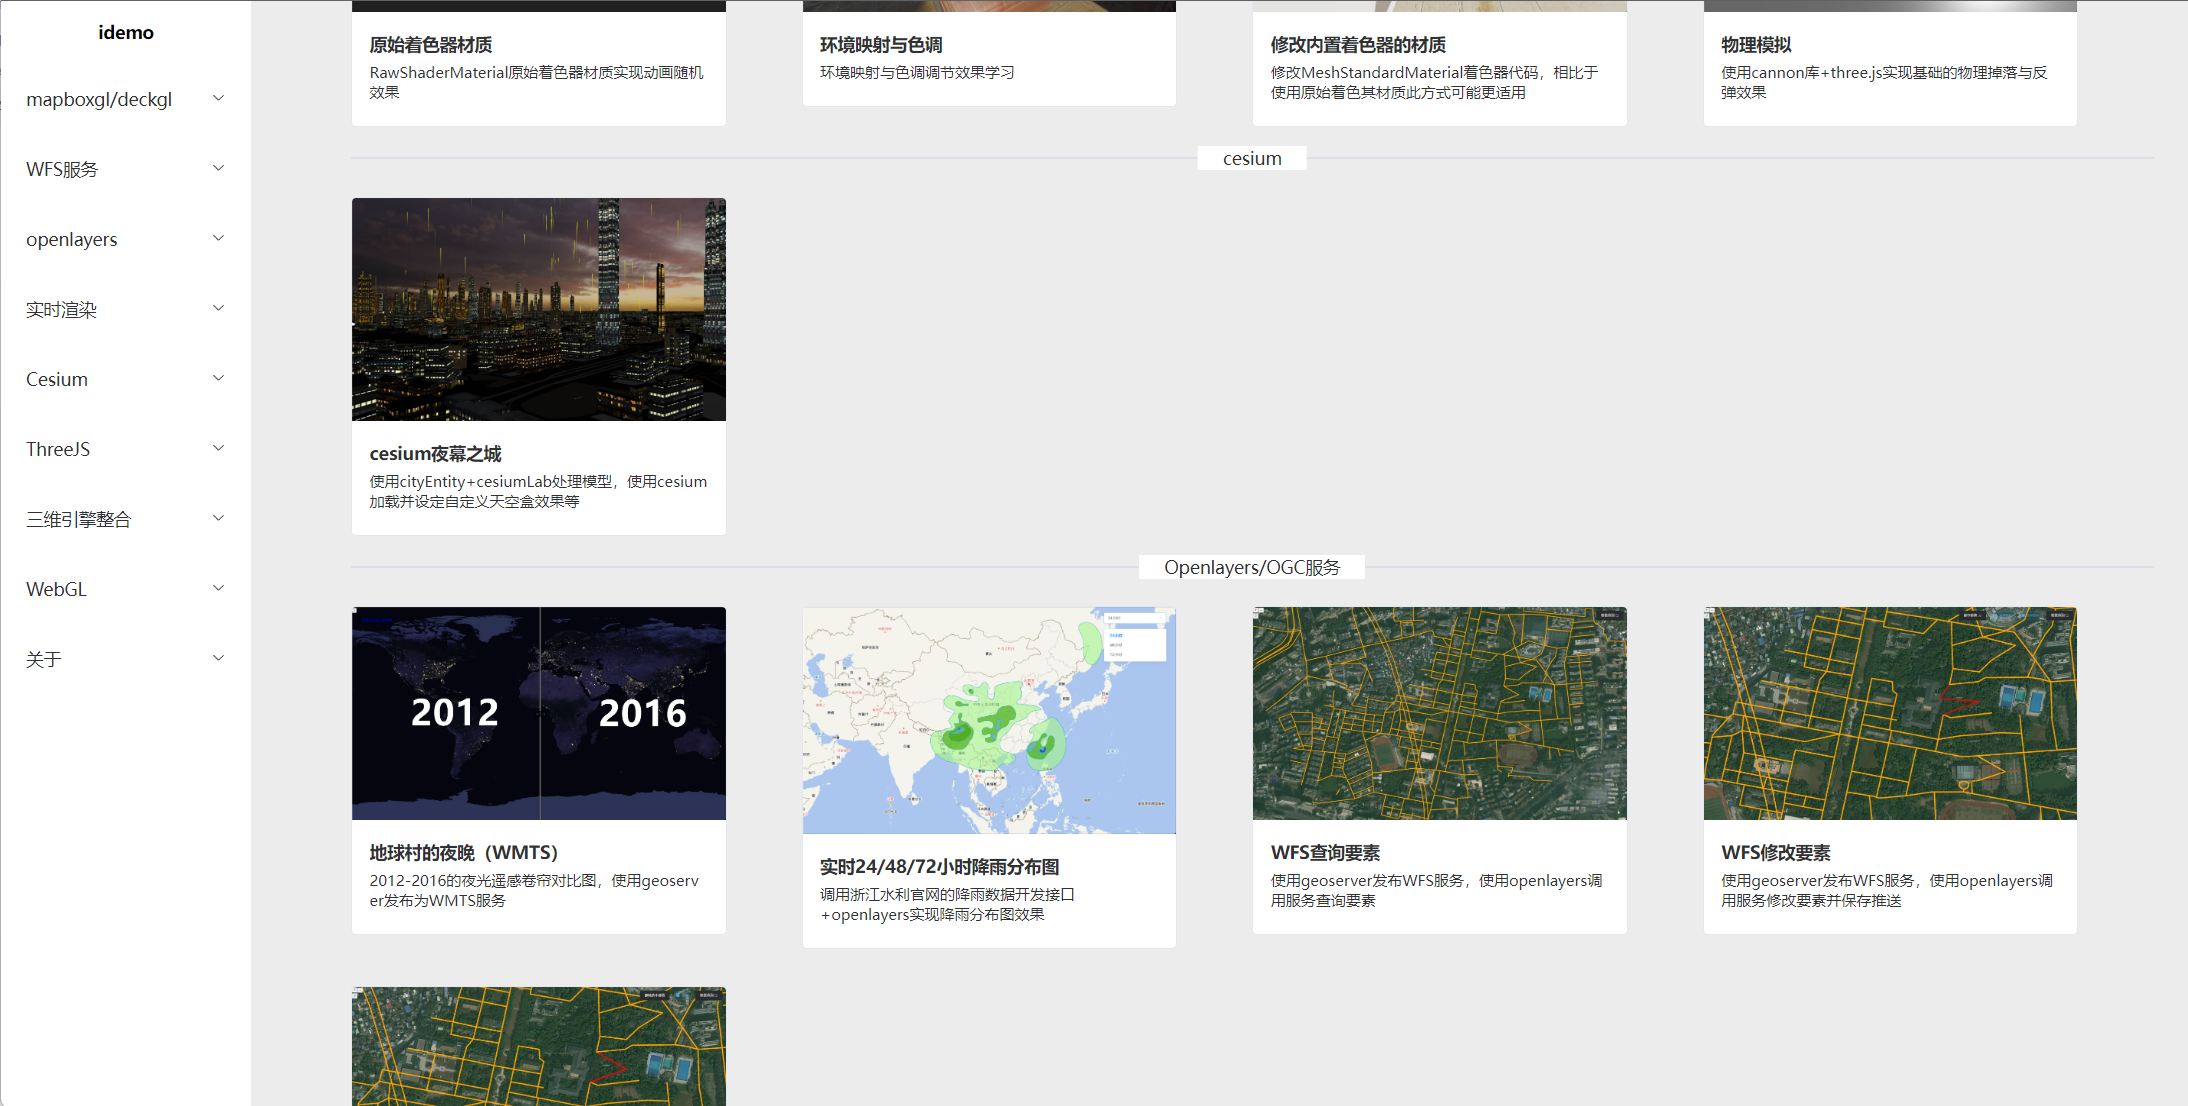 idemo
mapboxgl/deckgl
WFS服务
openlayers
实时渲染
Cesium
ThreeJS
三维引擎整合
WebGL
关于
原始着色器材质
RawShaderMaterial原始着色器材质实现动画随机
效果
环境映射与色调
环境映射与色调调节效果学习
修改内置着色器的材质
修改MeshStandardMaterial着色器代码，相比于
使用原始着色其材质此方式可能更适用
物理模拟
使用cannon库+three.js实现基础的物理掉落与反
弹效果
cesium
cesium夜幕之城
使用cityEntity+cesiumLab处理模型，使用cesium
加载并设定自定义天空盒效果等
Openlayers/OGC服务
2012
2016
地球村的夜晚（WMTS）
2012-2016的夜光遥感卷帘对比图，使用geoserv
er发布为WMTS服务
实时24/48/72小时降雨分布图
调用浙江水利官网的降雨数据开发接口
+openlayers实现降雨分布图效果
WFS查询要素
使用geoserver发布WFS服务，使用openlayers调
用服务查询要素
WFS修改要素
使用geoserver发布WFS服务，使用openlayers调
用服务修改要素并保存推送